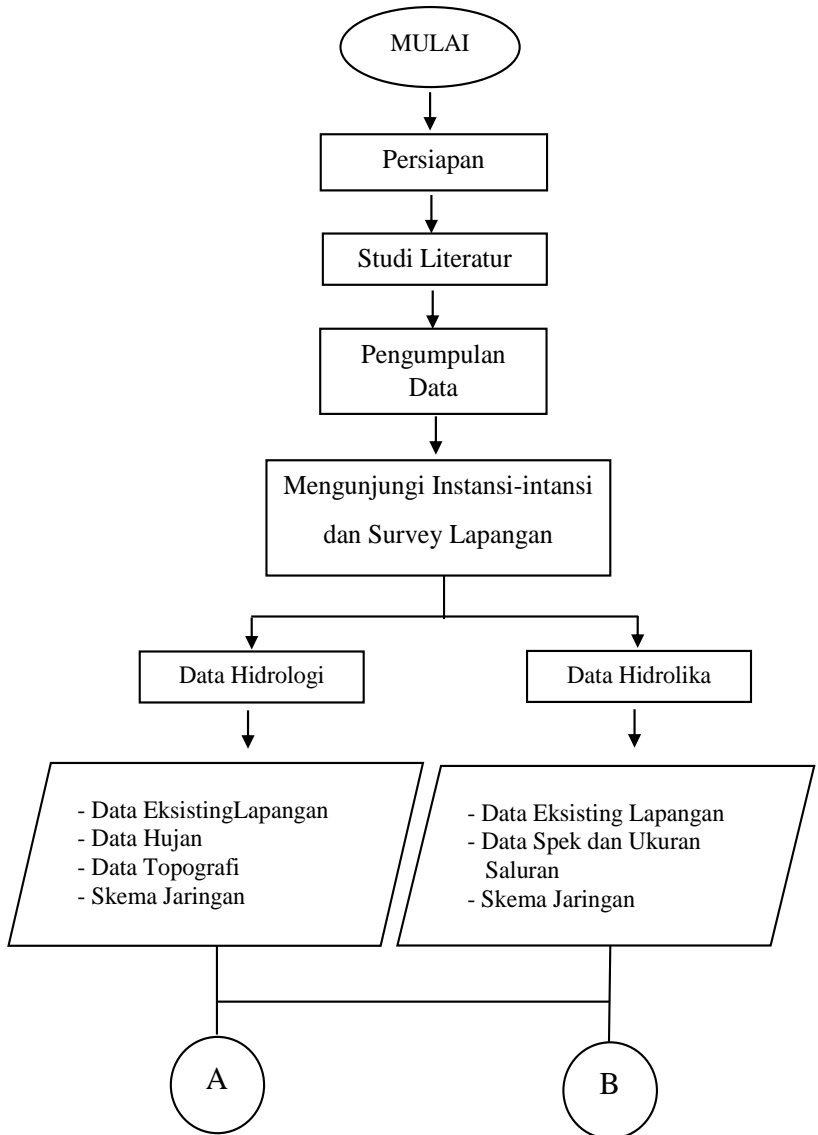 MULAI
Persiapan
Studi Literatur
Pengumpulan
Data
Mengunjungi Instansi-intansi
dan Survey Lapangan
Data Hidrologi
Data Hidrolika
- Data EksistingLapangan
- Data Hujan
- Data Topografi
- Skema Jaringan
- Data Eksisting Lapangan
- Data Spek dan Ukuran
Saluran
- Skema Jaringan
A
B